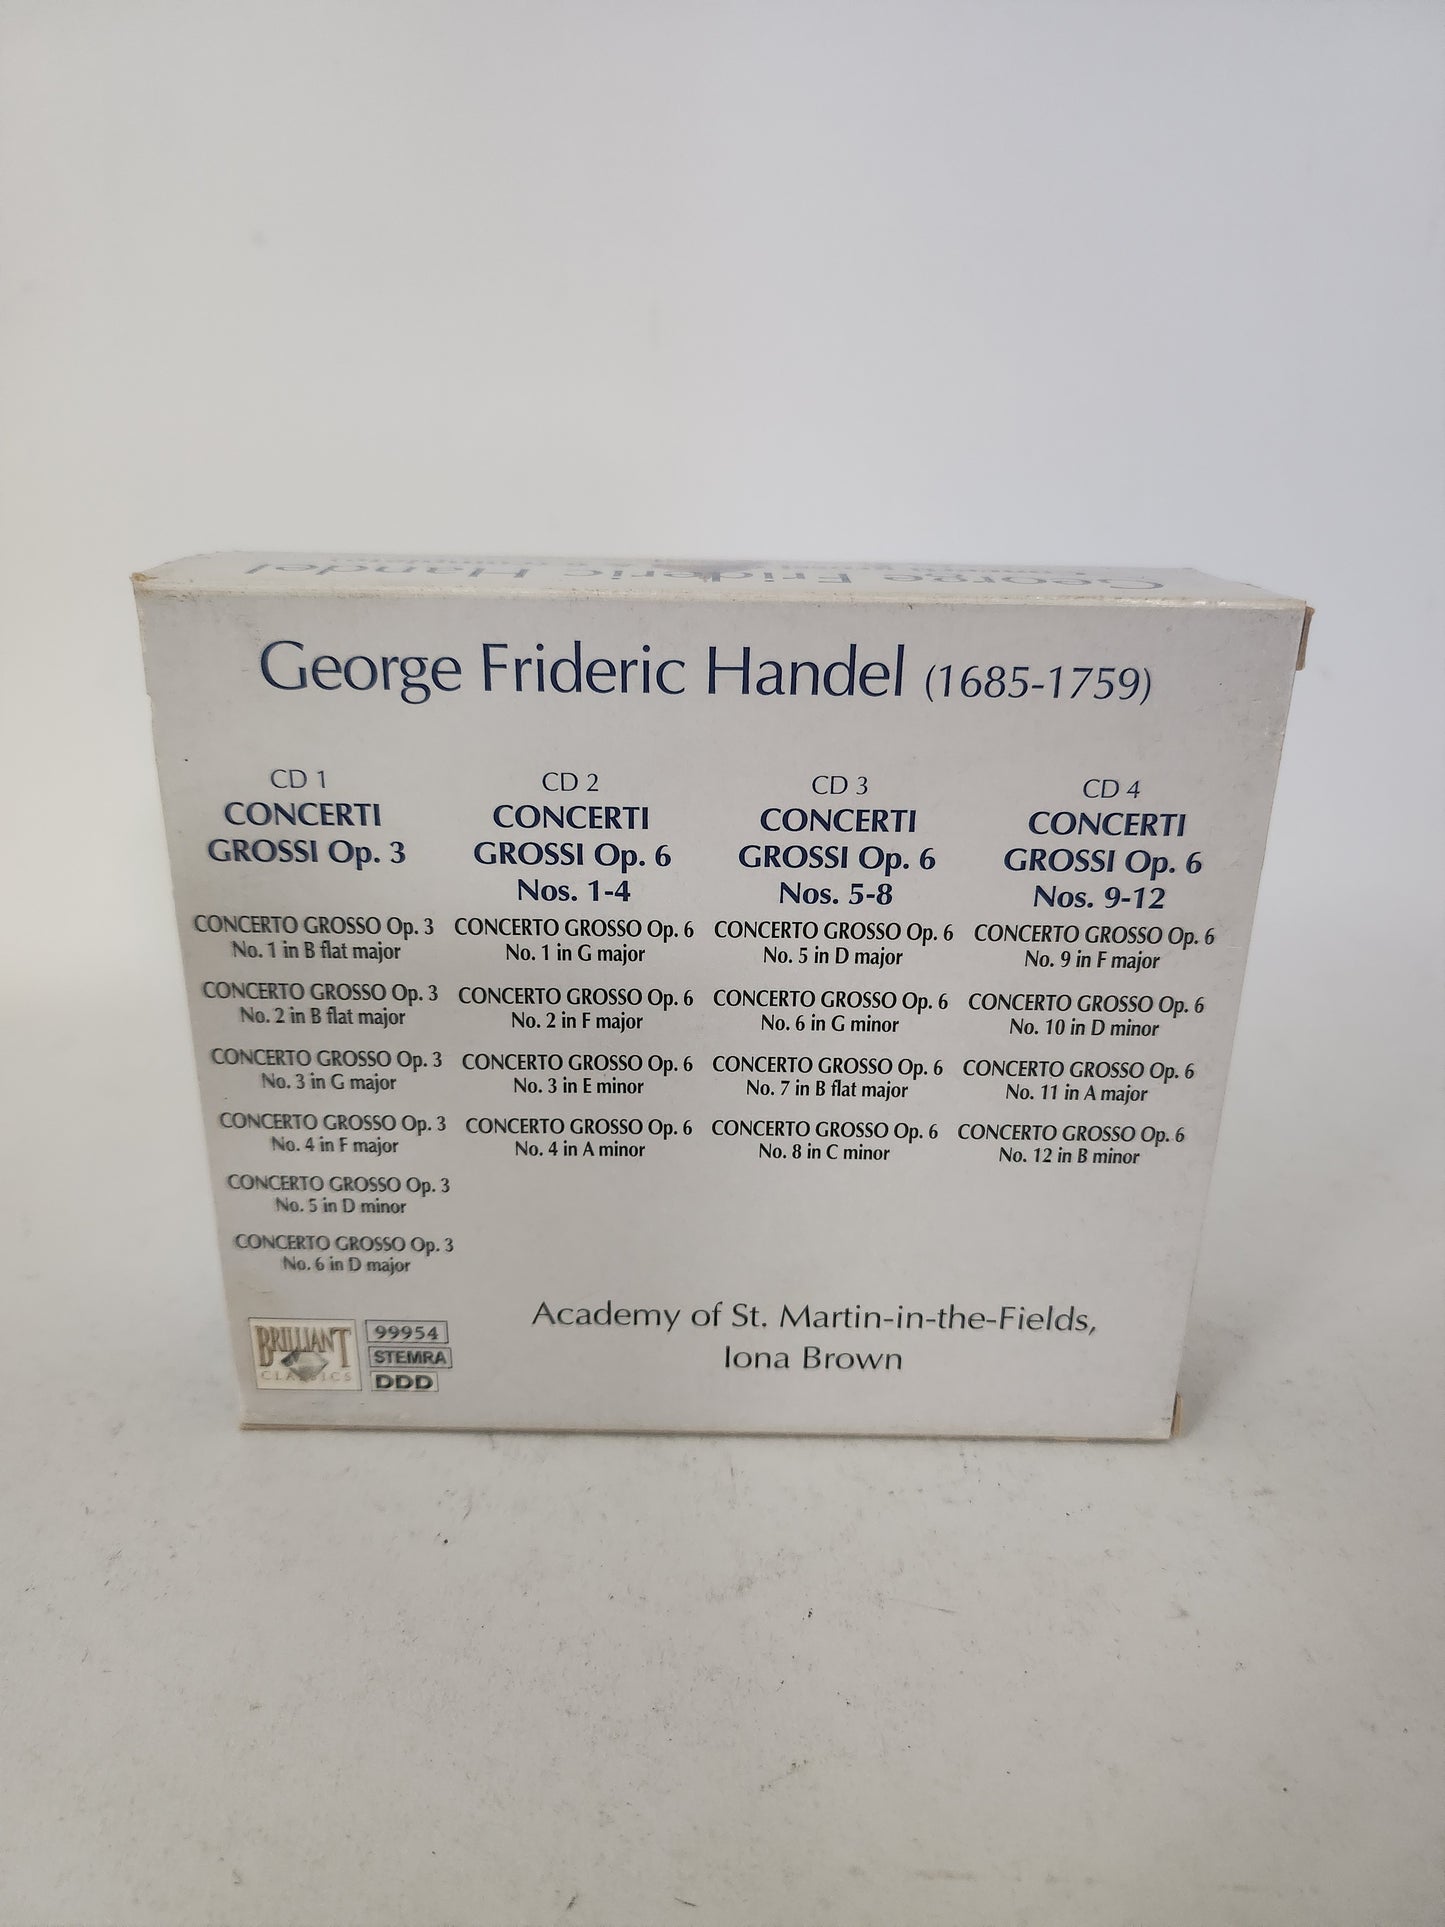 George Frideric Handel
George Frideric Handel (1685-1759)
CD 1
CONCERTI
GROSSI Op. 3
CONCERTO GROSSO Op. 3
No. 1 in B flat major
CONCERTO GROSSO Op. 3
No. 2 in B flat major
CONCERTO GROSSO Op. 3
No. 3 in G major
CONCERTO GROSSO Op. 3
No. 4 in F major
CONCERTO GROSSO Op. 3
No. 5 in D minor
CONCERTO GROSSO Op. 3
No. 6 in D major
CD 2
CONCERTI
GROSSI Op. 6
Nos. 1-4
CONCERTO GROSSO Op. 6
No. 1 in G major
CONCERTO GROSSO Op. 6
No. 2 in F major
CONCERTO GROSSO Op. 6
No. 3 in E minor
CONCERTO GROSSO Op. 6
No. 4 in A minor
CD 3
CONCERTI
GROSSI Op. 6
Nos. 5-8
CONCERTO GROSSO Op. 6
No. 5 in D major
CONCERTO GROSSO Op. 6
No. 6 in G minor
CONCERTO GROSSO Op. 6
No. 7 in B flat major
CONCERTO GROSSO Op. 6
No. 8 in C minor
CD 4
CONCERTI
GROSSI Op. 6
Nos. 9-12
CONCERTO GROSSO Op. 6
No. 9 in F major
CONCERTO GROSSO Op. 6
No. 10 in D minor
CONCERTO GROSSO Op. 6
No. 11 in A major
CONCERTO GROSSO Op. 6
No. 12 in B minor
Academy of St. Martin-in-the-Fields,
Iona Brown
BRILLIANT
CLASSICS
99954
STEMRA
DDD